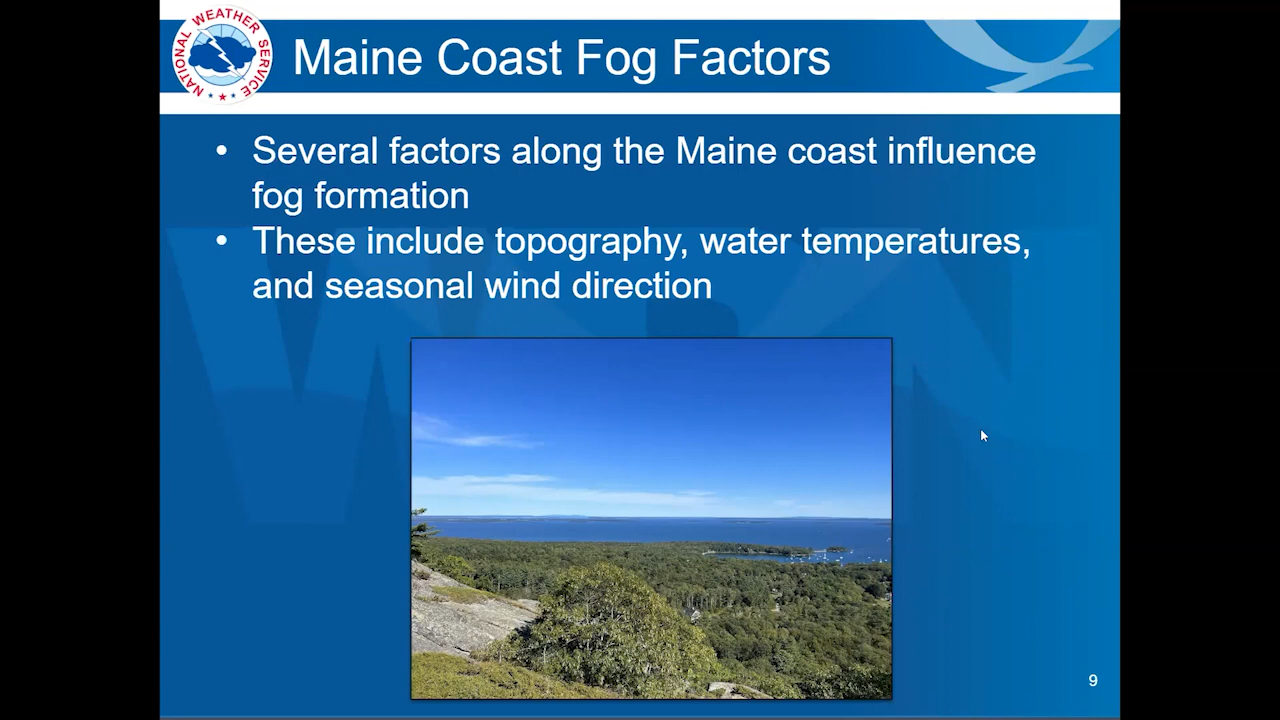 NATIONAL WEATHER SERVICE
Maine Coast Fog Factors
• Several factors along the Maine coast influence
fog formation
• These include topography, water temperatures,
and seasonal wind direction
9